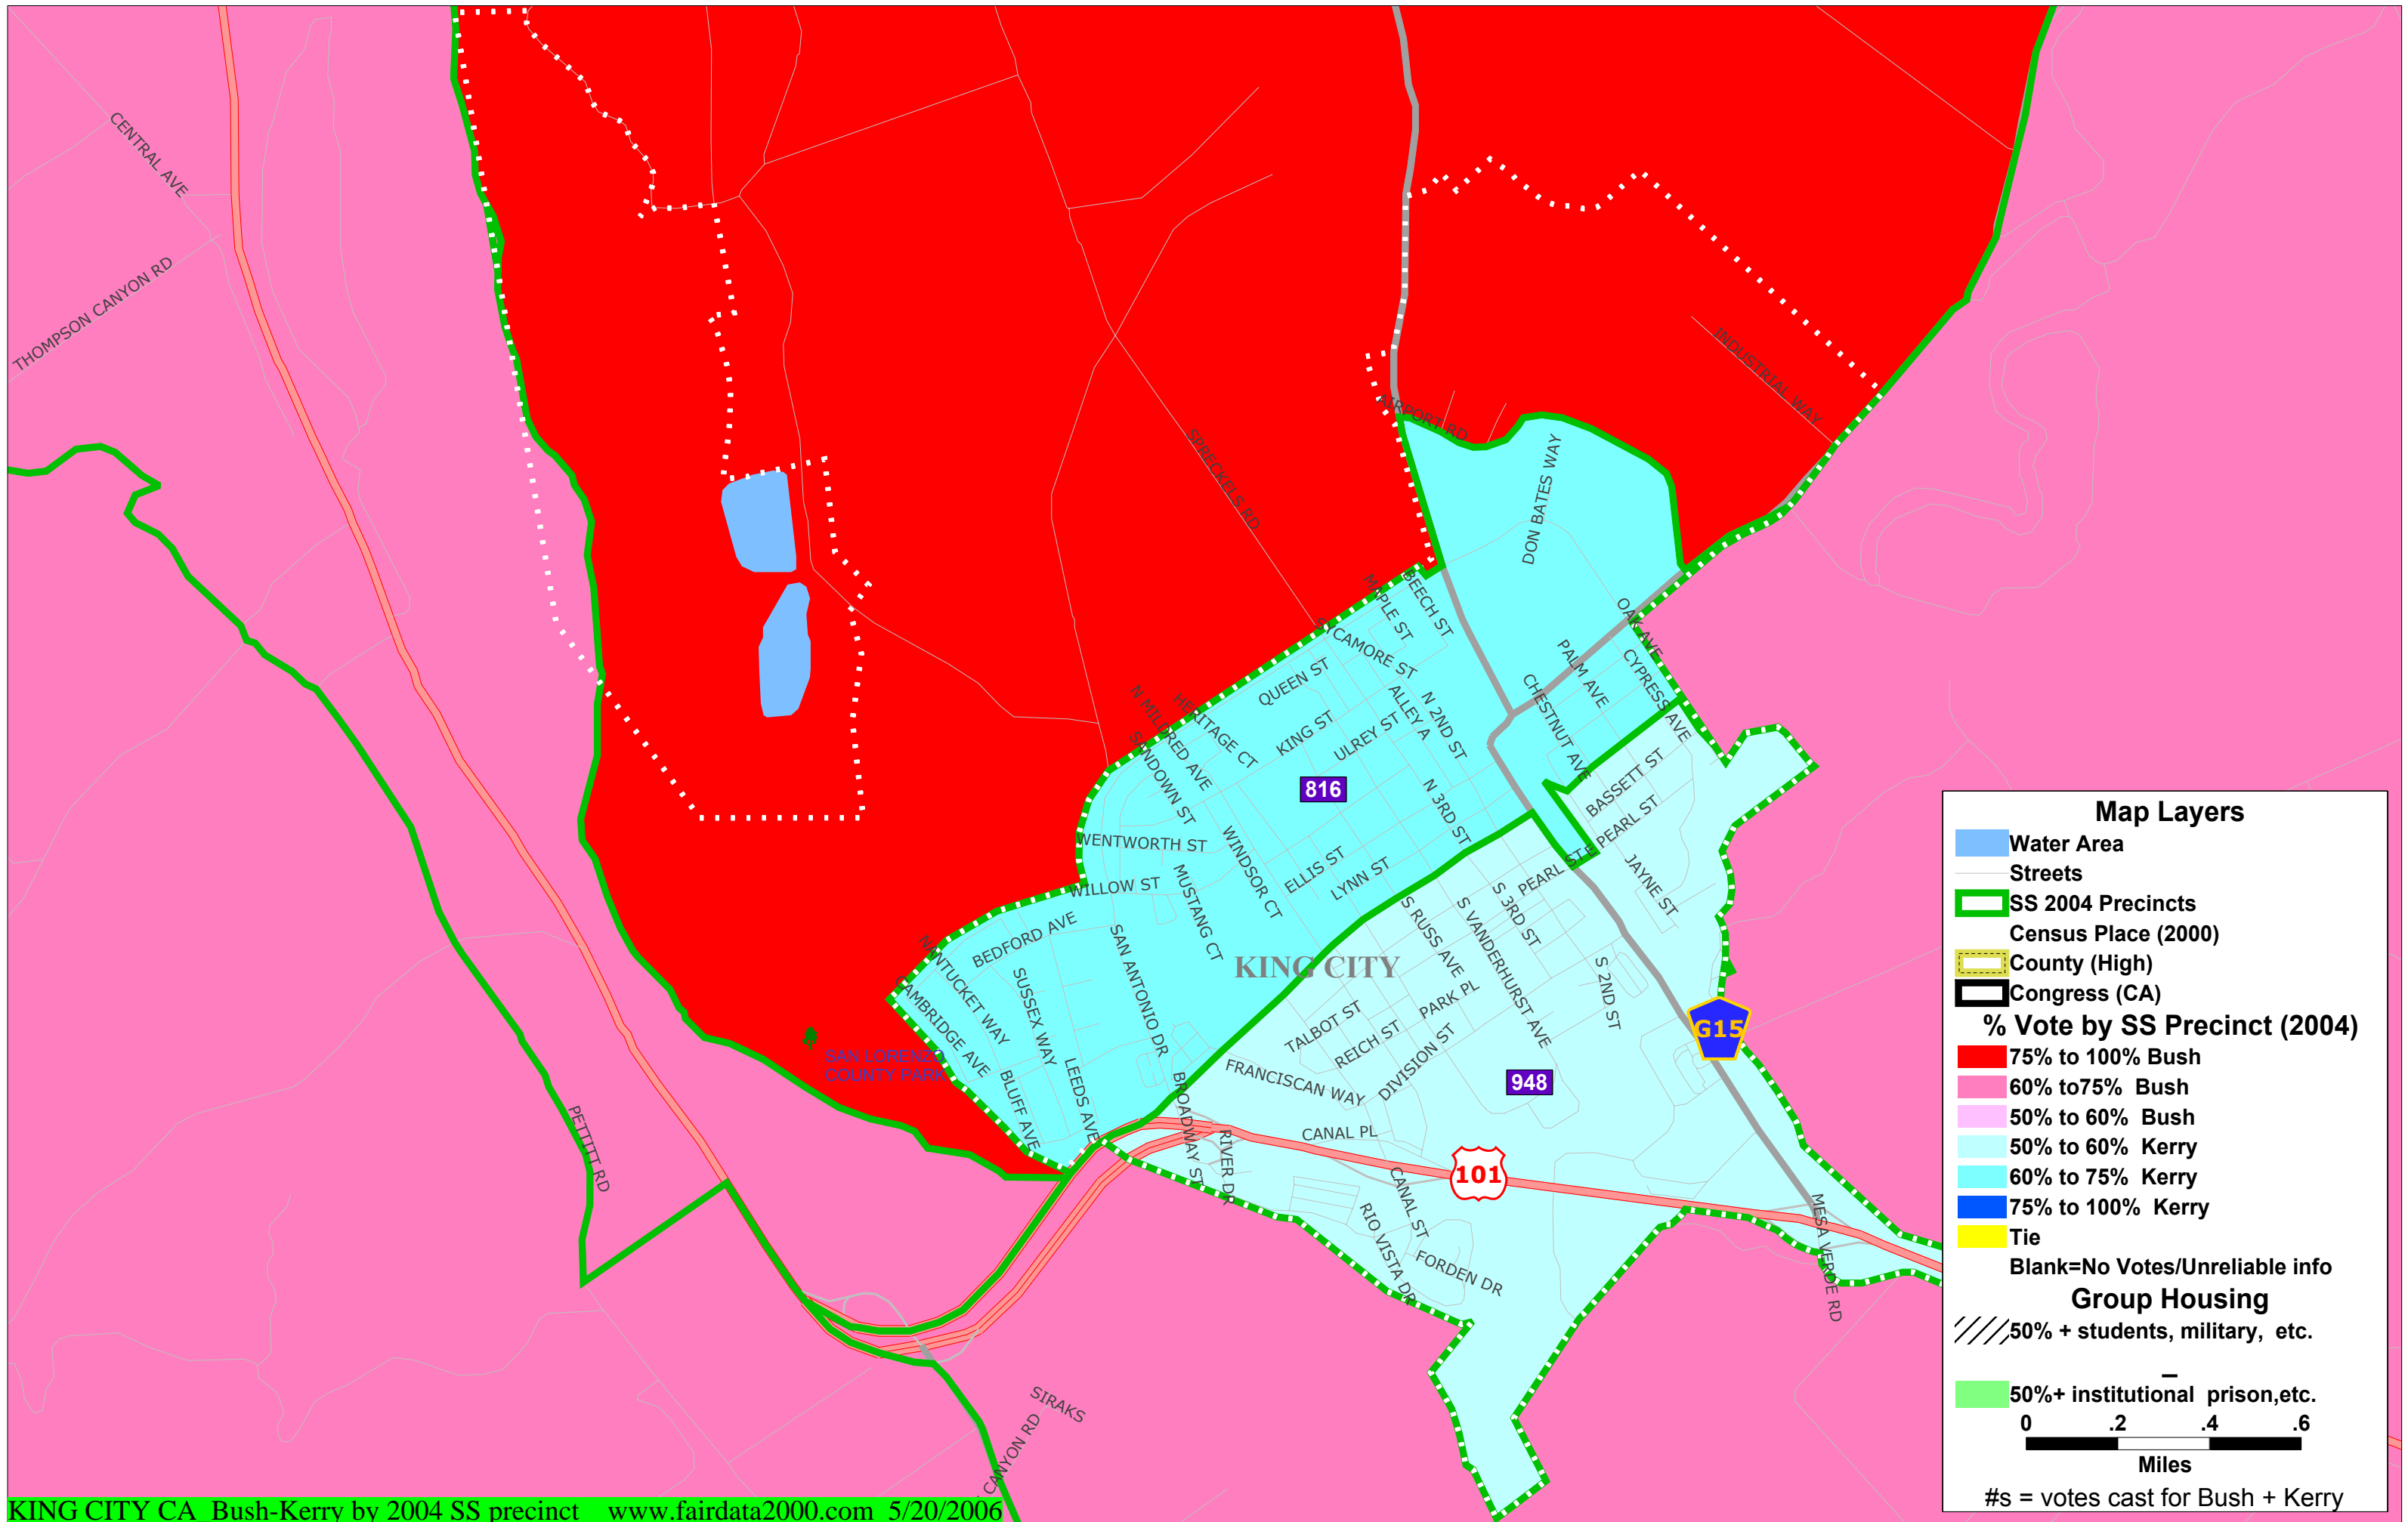 CENTRAL AVE
THOMPSON CANYON RD
INDUSTRIAL WAY
AIRPORT RD
SPRECKELS RD
DON BATES WAY
BEECH ST
MAPLE ST
SYCAMORE ST
OAK AVE
PALM AVE
CYPRESS AVE
QUEEN ST
ALLEY A
N 2ND ST
CHESTNUT AVE
HERITAGE CT
N MILDRED AVE
KING ST
ULREY ST
SANDOWN ST
BASSETT ST
816
N 3RD ST
E PEARL ST
WENTWORTH ST
WINDSOR CT
ELLIS ST
LYNN ST
PEARL ST
JAYNE ST
WILLOW ST
MUSTANG CT
S 3RD ST
S RUSS AVE
S VANDERHURST AVE
BEDFORD AVE
NANTUCKET WAY
SAN ANTONIO DR
KING CITY
S 2ND ST
CAMBRIDGE AVE
SUSSEX WAY
PARK PL
TALBOT ST
REICH ST
DIVISION ST
G15
SAN LORENZO
COUNTY PARK
BLUFF AVE
LEEDS AVE
BROADWAY ST
FRANCISCAN WAY
948
PETTITT RD
RIVER DR
CANAL PL
101
CANAL ST
RIO VISTA DR
FORDEN DR
MESA VERDE RD
SIRAKS
CANYON RD
Map Layers
Water Area
Streets
SS 2004 Precincts
Census Place (2000)
County (High)
Congress (CA)
% Vote by SS Precinct (2004)
75% to 100% Bush
60% to75% Bush
50% to 60% Bush
50% to 60% Kerry
60% to 75% Kerry
75% to 100% Kerry
Tie
Blank=No Votes/Unreliable info
Group Housing
50% + students, military, etc.
50%+ institutional prison,etc.
0 .2 .4 .6
Miles
#s = votes cast for Bush + Kerry
KING CITY CA Bush-Kerry by 2004 SS precinct www.fairdata2000.com 5/20/2006